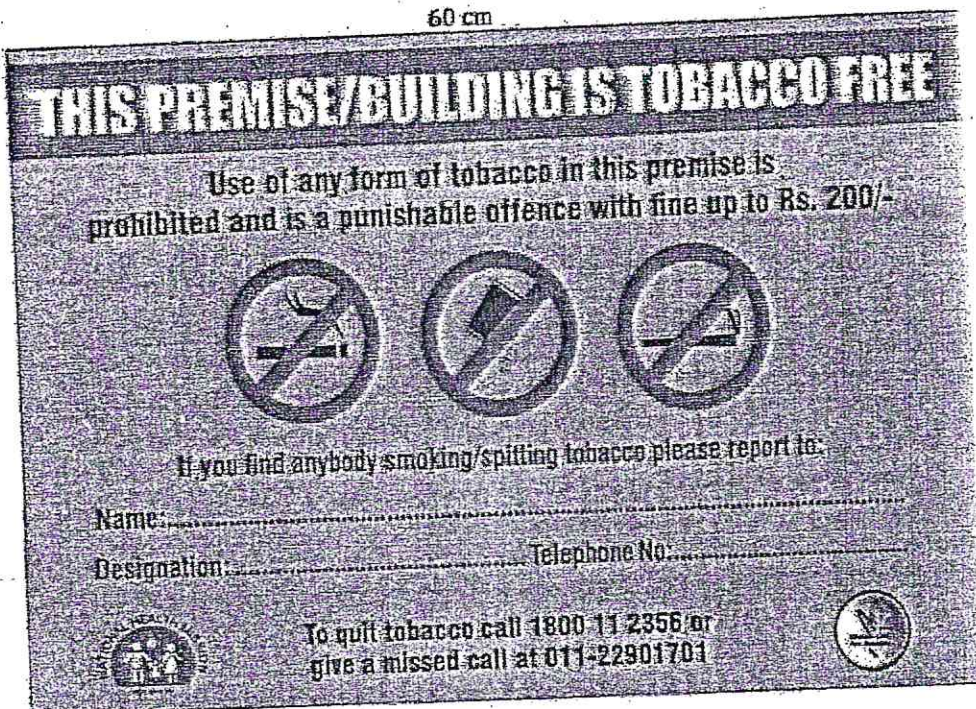 60 cm
THIS PREMISE/BUILDING IS TOBACCO FREE
Use of any form of tobacco in this premise is
prohibited and is a punishable offence with fine up to Rs. 200/-
If you find anybody smoking/spitting tobacco please report to:
Name:
Designation: Telephone No:
NATIONAL HEALTH MISSION
To quit tobacco call 1800 11 2356 or
give a missed call at 011-22901701